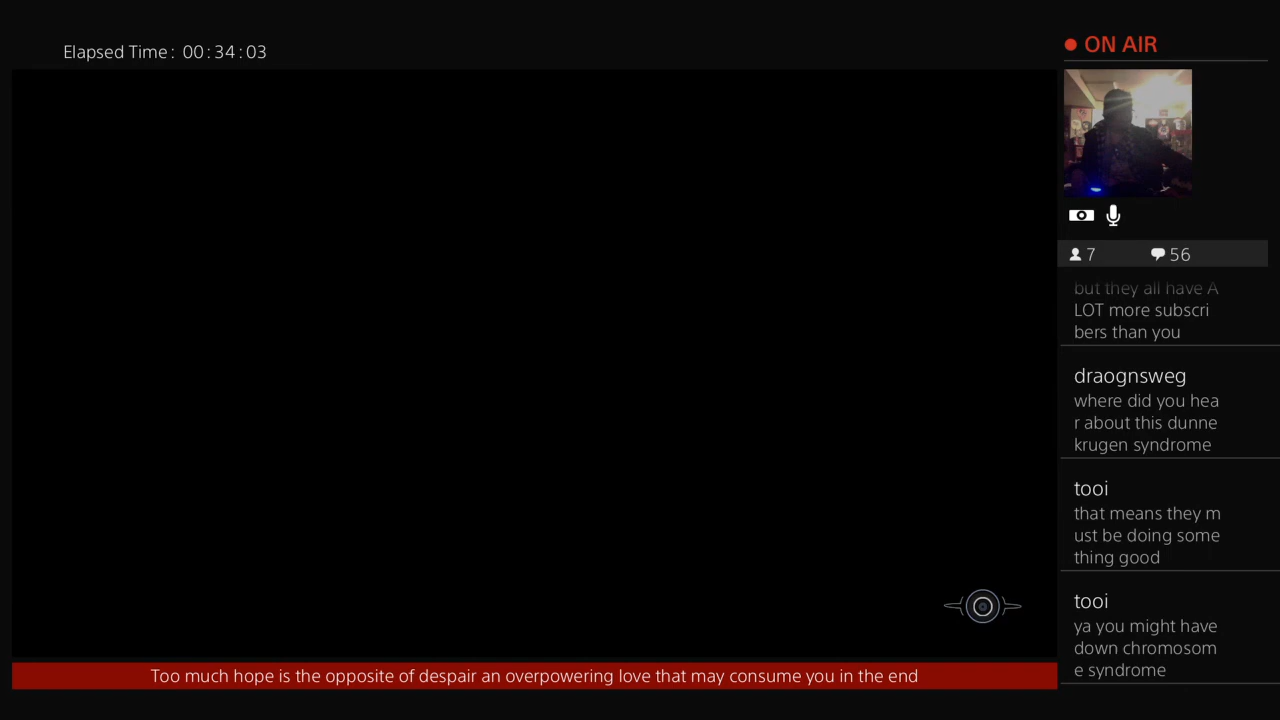 Elapsed Time: 00:34:03
ON AIR
7 56
but they all have A
LOT more subscri
bers than you
draognsweg
where did you hea
r about this dunne
krugen syndrome
tooi
that means they m
ust be doing some
thing good
tooi
ya you might have
down chromosom
e syndrome
Too much hope is the opposite of despair an overpowering love that may consume you in the end